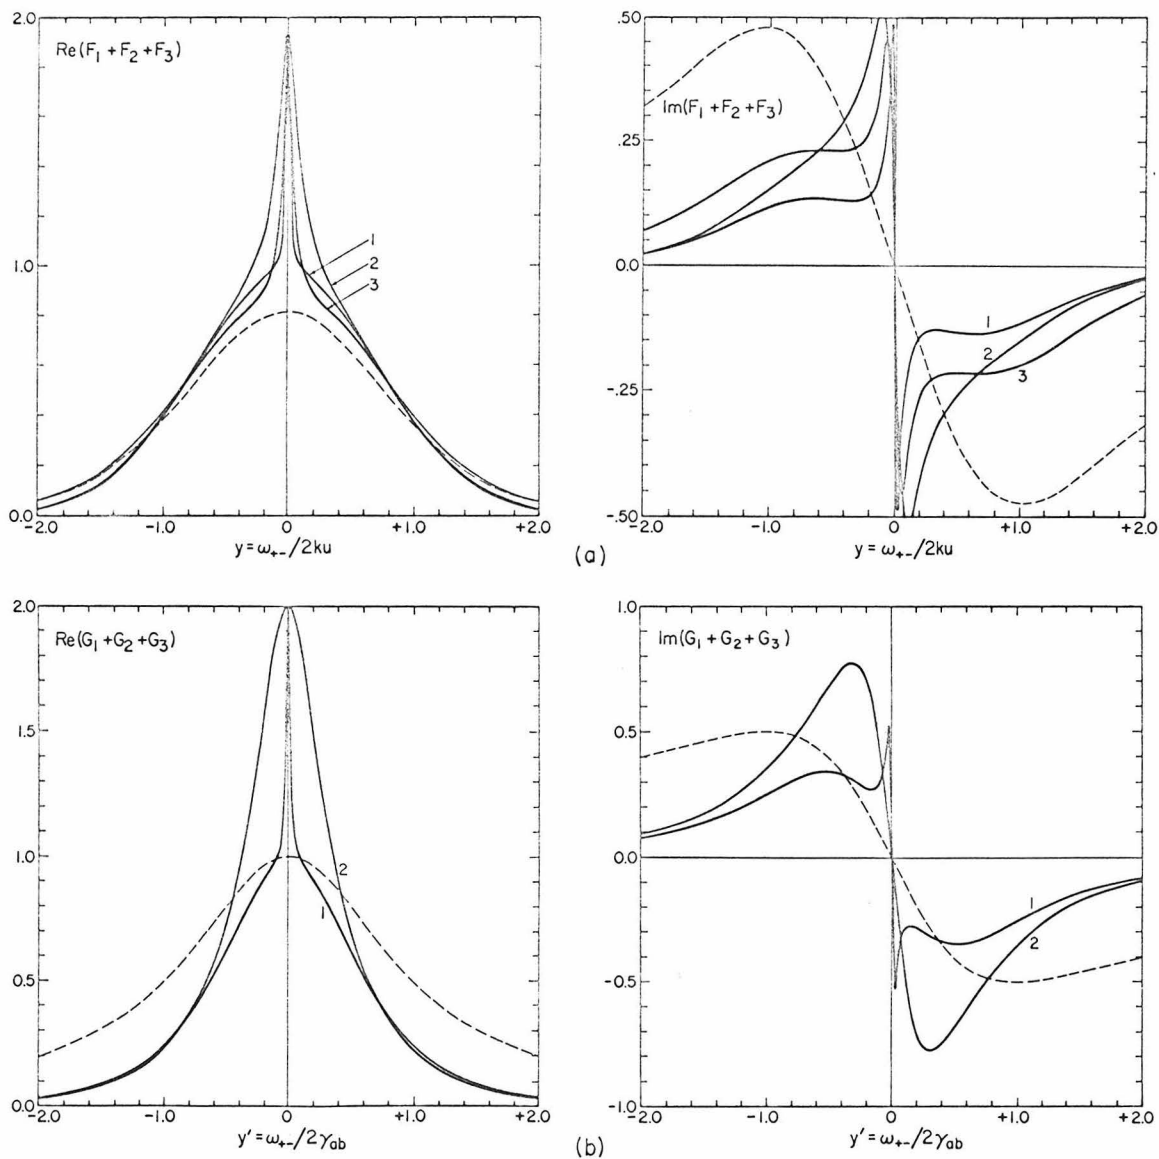 2.0
Re(F₁ + F₂ + F₃)
1.0
0.0
1
2
3
-2.0 -1.0 0 +1.0 +2.0
y = ω₊₋/2ku
.50
Im(F₁ + F₂ + F₃)
.25
0.0
-.25
-.50
1
2
3
-2.0 -1.0 0 +1.0 +2.0
y = ω₊₋/2ku
(a)
2.0
Re(G₁ + G₂ + G₃)
1.5
1.0
0.5
0.0
2
1
-2.0 -1.0 0 +1.0 +2.0
y' = ω₊₋/2γab
1.0
Im(G₁ + G₂ + G₃)
0.5
0.0
-0.5
-1.0
1
2
-2.0 -1.0 0 +1.0 +2.0
y' = ω₊₋/2γab
(b)